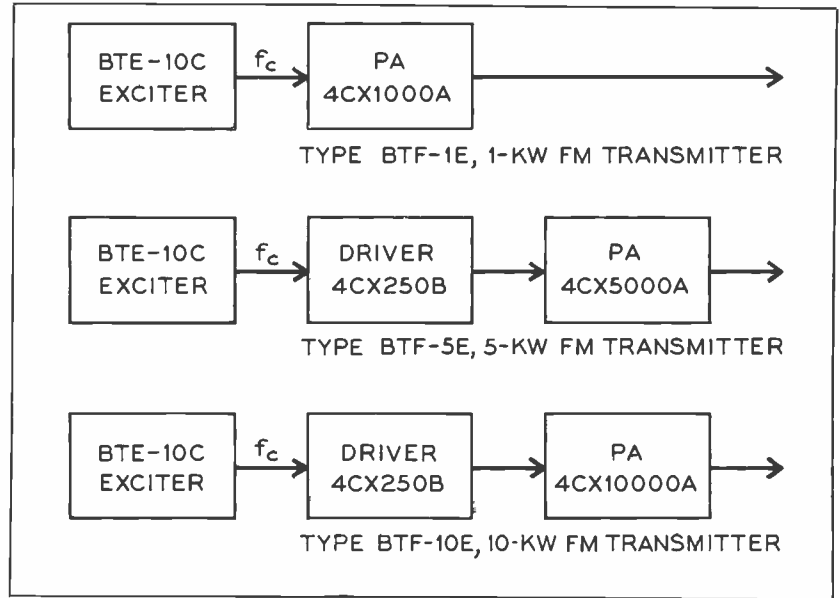 BTE-10C
EXCITER
fc
PA
4CX1000A
TYPE BTF-1E, 1-KW FM TRANSMITTER
BTE-10C
EXCITER
fc
DRIVER
4CX250B
PA
4CX5000A
TYPE BTF-5E, 5-KW FM TRANSMITTER
BTE-10C
EXCITER
fc
DRIVER
4CX250B
PA
4CX10000A
TYPE BTF-10E, 10-KW FM TRANSMITTER